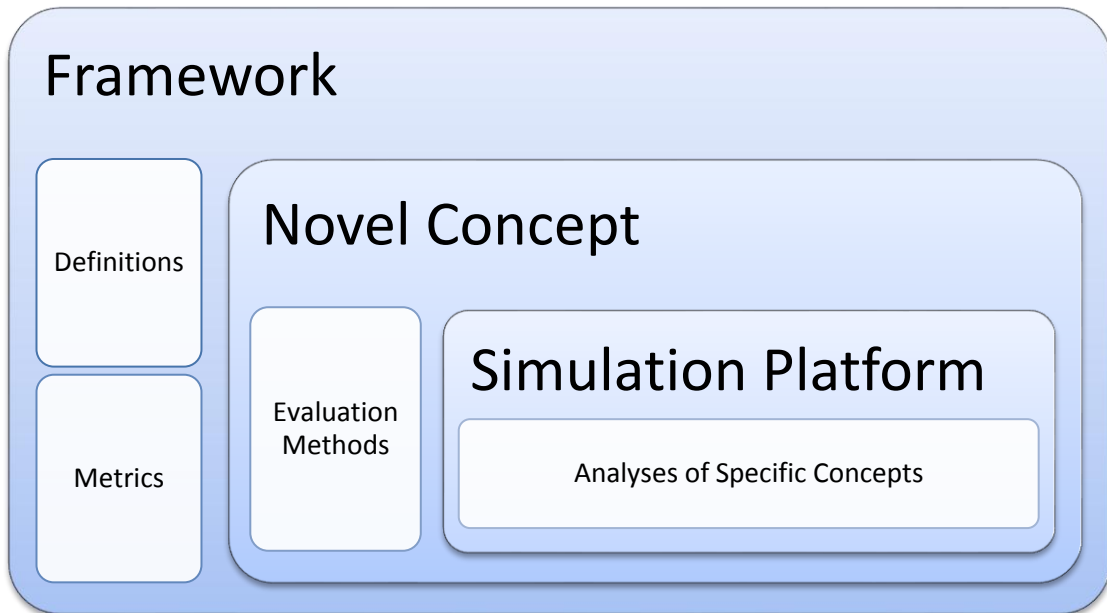 Framework
Definitions
Metrics
Novel Concept
Evaluation
Methods
Simulation Platform
Analyses of Specific Concepts